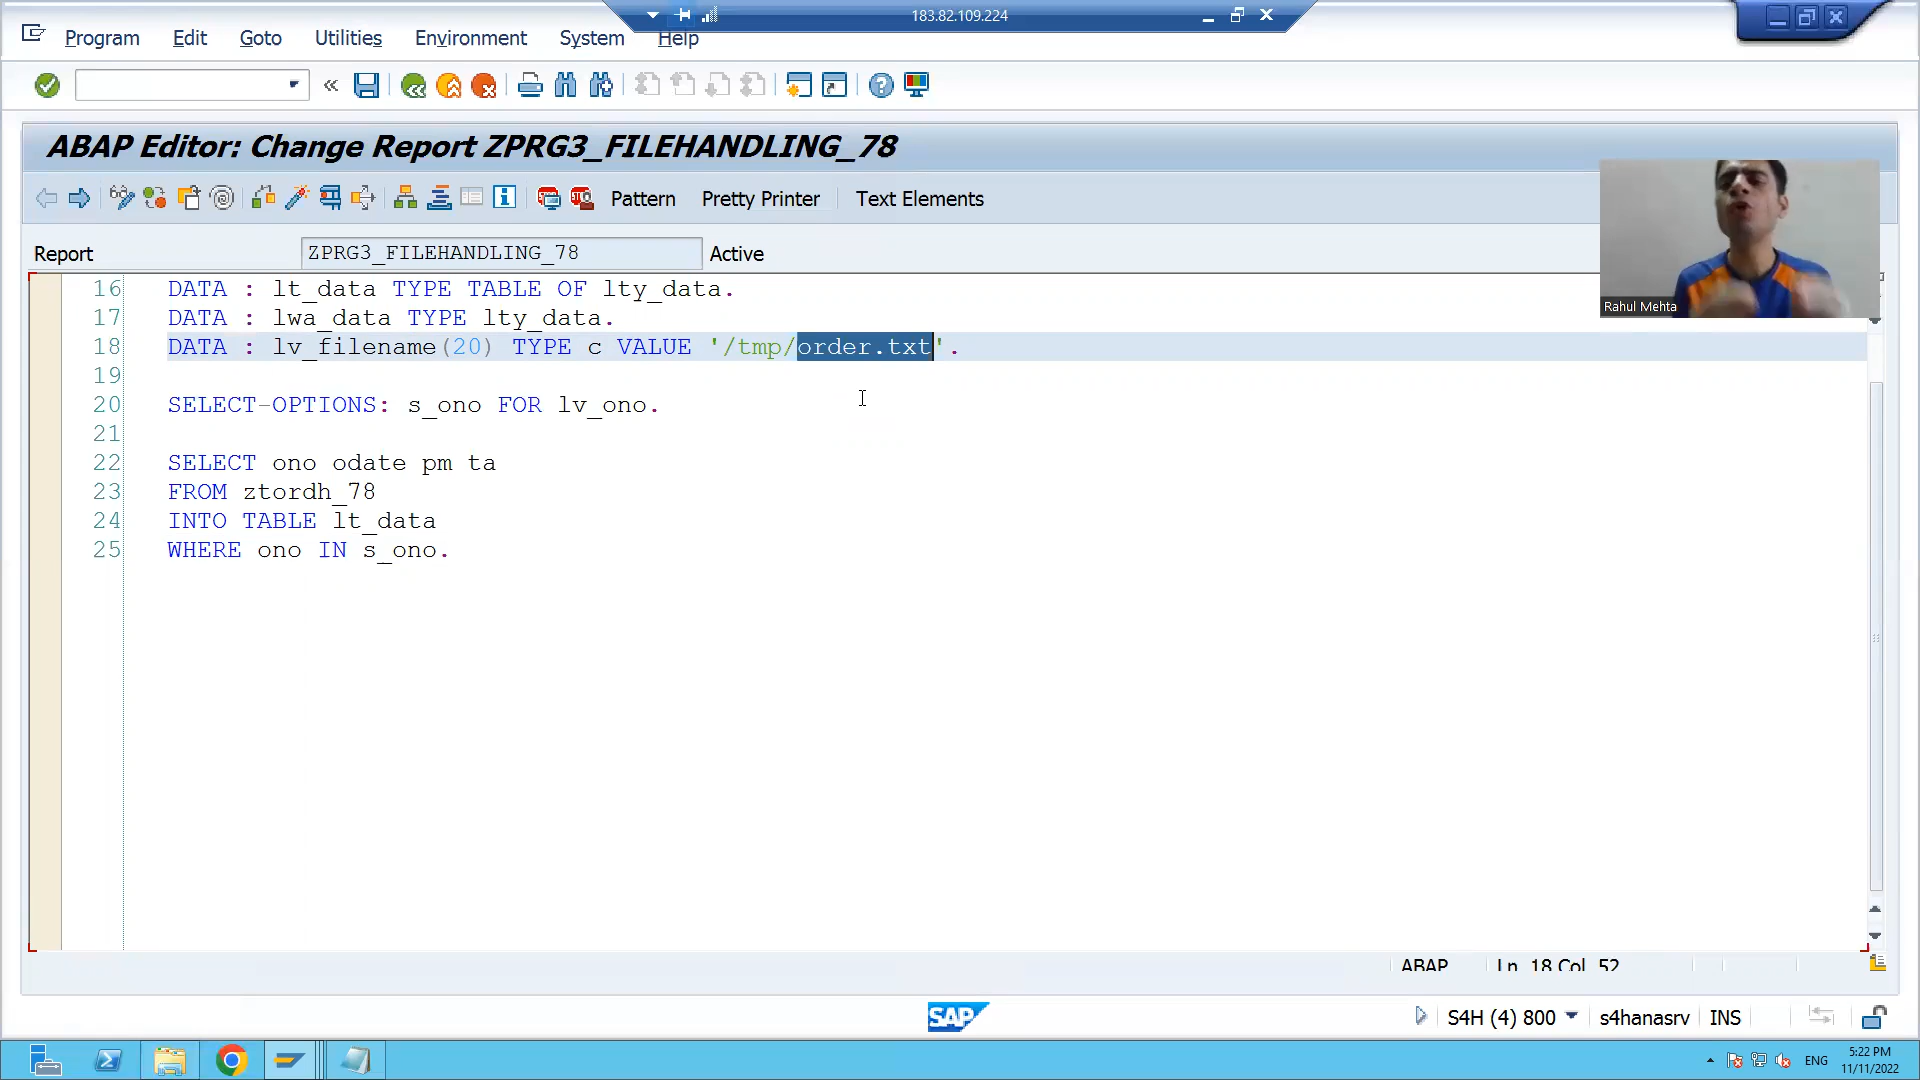 183.82.109.224
Program Edit Goto Utilities Environment System Help
ABAP Editor: Change Report ZPRG3_FILEHANDLING_78
Pattern Pretty Printer Text Elements
Report ZPRG3_FILEHANDLING_78 Active
Rahul Mehta
16 DATA : lt_data TYPE TABLE OF lty_data.
17 DATA : lwa_data TYPE lty_data.
18 DATA : lv_filename(20) TYPE c VALUE '/tmp/order.txt'.
19
20 SELECT-OPTIONS: s_ono FOR lv_ono.
21
22 SELECT ono odate pm ta
23 FROM ztordh_78
24 INTO TABLE lt_data
25 WHERE ono IN s_ono.
ABAP Ln 18 Col 52
SAP S4H (4) 800 s4hanasrv INS
ENG 5:22 PM
11/11/2022